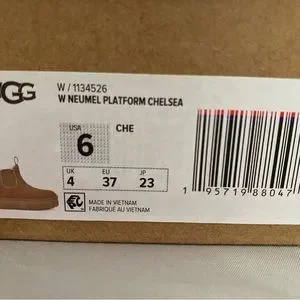 UGG
W / 1134526
W NEUMEL PLATFORM CHELSEA
USA
6
CHE
UK EU JP
4 37 23
1 95719 88047
MADE IN VIETNAM
FABRIQUÉ AU VIETNAM